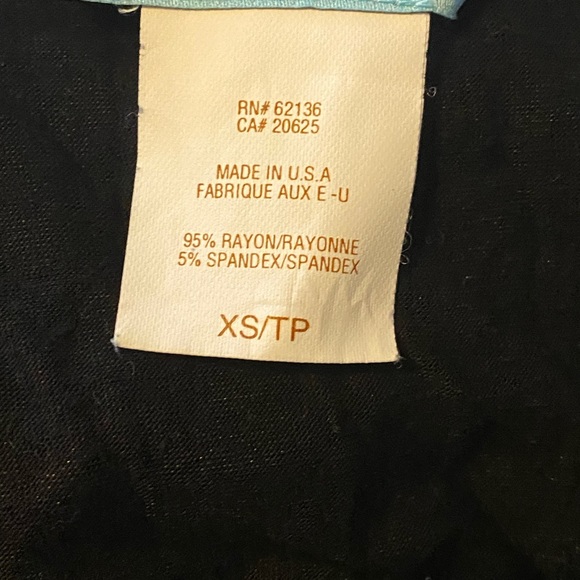 RN# 62136
CA# 20625
MADE IN U.S.A
FABRIQUE AUX E -U
95% RAYON/RAYONNE
5% SPANDEX/SPANDEX
XS/TP